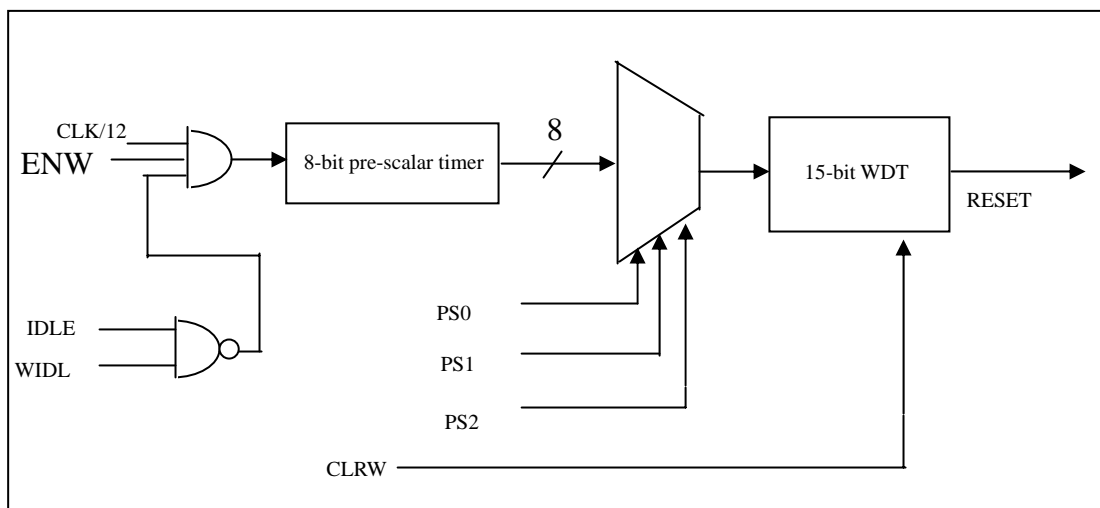 CLK/12
ENW
8-bit pre-scalar timer
8
15-bit WDT
RESET
IDLE
WIDL
PS0
PS1
PS2
CLRW